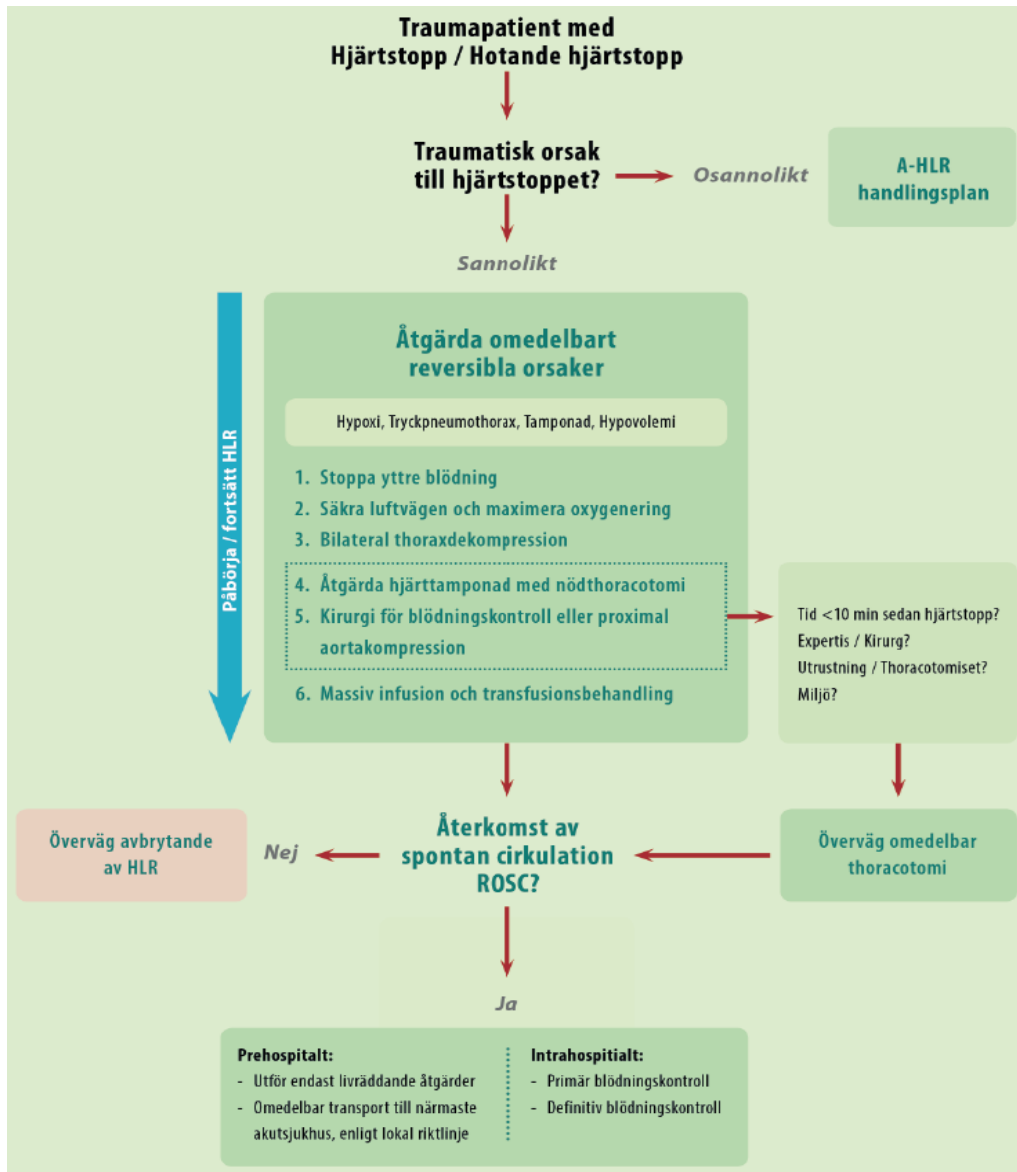 Traumapatient med
Hjärtstopp / Hotande hjärtstopp
Traumatisk orsak
till hjärtstoppet?
Osannolikt
A-HLR
handlingsplan
Sannolikt
Påbörja / fortsätt HLR
Åtgärda omedelbart
reversibla orsaker
Hypoxi, Tryckpneumothorax, Tamponad, Hypovolemi
1. Stoppa yttre blödning
2. Säkra luftvägen och maximera oxygenering
3. Bilateral thoraxdekompression
4. Åtgärda hjärttamponad med nödthoracotomi
5. Kirurgi för blödningskontroll eller proximal
aortakompression
6. Massiv infusion och transfusionsbehandling
Tid <10 min sedan hjärtstopp?
Expertis / Kirurg?
Utrustning / Thoracotomiset?
Miljö?
Överväg omedelbar
thoracotomi
Återkomst av
spontan cirkulation
ROSC?
Nej
Överväg avbrytande
av HLR
Ja
Prehospitalt:
- Utför endast livräddande åtgärder
- Omedelbar transport till närmaste
akutsjukhus, enligt lokal riktlinje
Intrahospitialt:
- Primär blödningskontroll
- Definitiv blödningskontroll